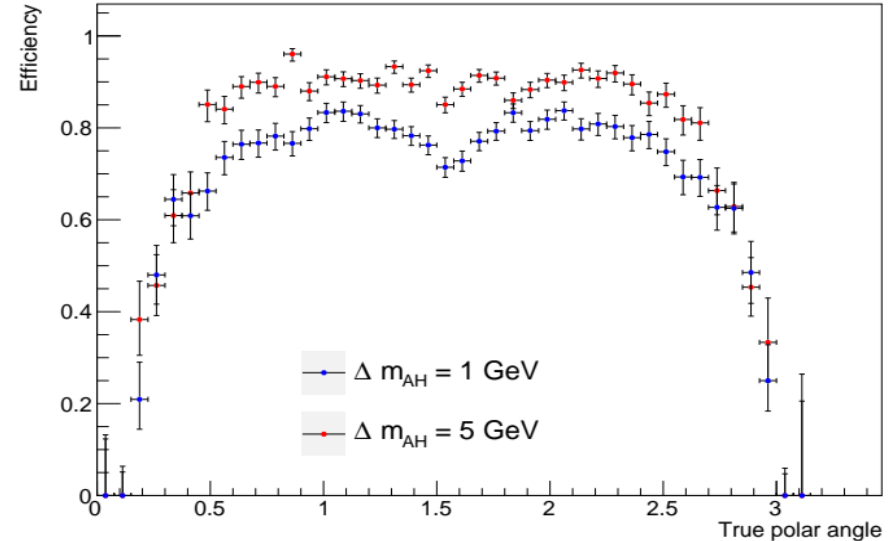 Efficiency
1
0.8
0.6
0.4
0.2
0
Δ m_AH = 1 GeV
Δ m_AH = 5 GeV
0 0.5 1 1.5 2 2.5 3
True polar angle